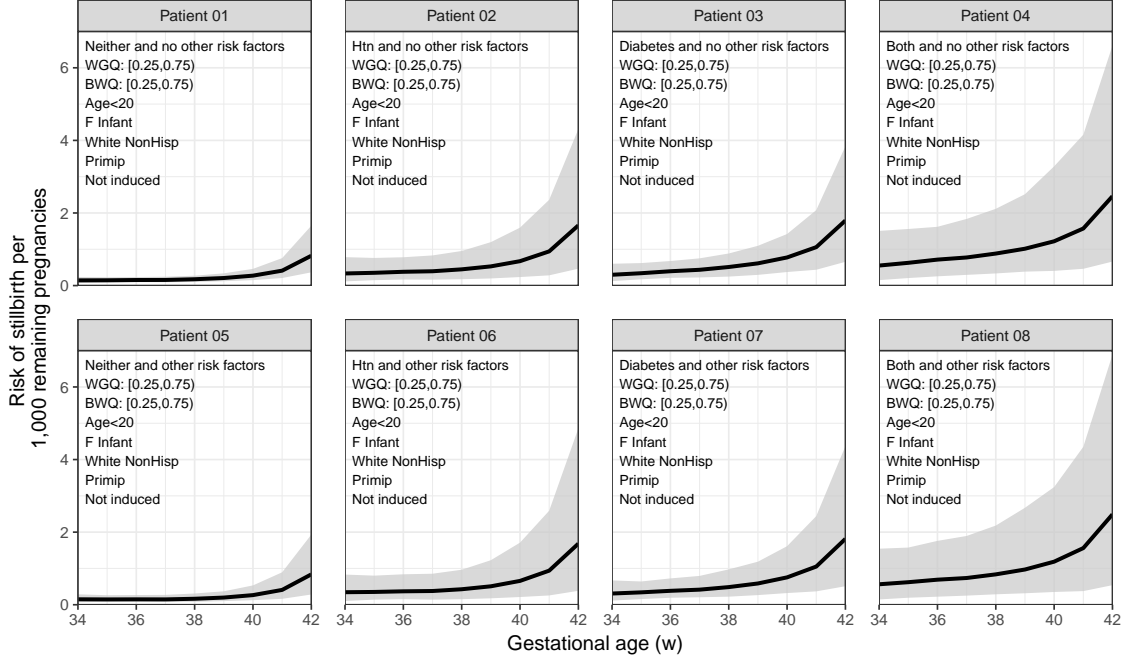 Patient 01
Patient 02
Patient 03
Patient 04
Neither and no other risk factors
WGQ: [0.25,0.75)
BWQ: [0.25,0.75)
Age<20
F Infant
White NonHisp
Primip
Not induced
Htn and no other risk factors
WGQ: [0.25,0.75)
BWQ: [0.25,0.75)
Age<20
F Infant
White NonHisp
Primip
Not induced
Diabetes and no other risk factors
WGQ: [0.25,0.75)
BWQ: [0.25,0.75)
Age<20
F Infant
White NonHisp
Primip
Not induced
Both and no other risk factors
WGQ: [0.25,0.75)
BWQ: [0.25,0.75)
Age<20
F Infant
White NonHisp
Primip
Not induced
6
4
2
0
Risk of stillbirth per
1,000 remaining pregnancies
Patient 05
Patient 06
Patient 07
Patient 08
Neither and other risk factors
WGQ: [0.25,0.75)
BWQ: [0.25,0.75)
Age<20
F Infant
White NonHisp
Primip
Not induced
Htn and other risk factors
WGQ: [0.25,0.75)
BWQ: [0.25,0.75)
Age<20
F Infant
White NonHisp
Primip
Not induced
Diabetes and other risk factors
WGQ: [0.25,0.75)
BWQ: [0.25,0.75)
Age<20
F Infant
White NonHisp
Primip
Not induced
Both and other risk factors
WGQ: [0.25,0.75)
BWQ: [0.25,0.75)
Age<20
F Infant
White NonHisp
Primip
Not induced
6
4
2
0
34 36 38 40 42
34 36 38 40 42
34 36 38 40 42
34 36 38 40 42
Gestational age (w)